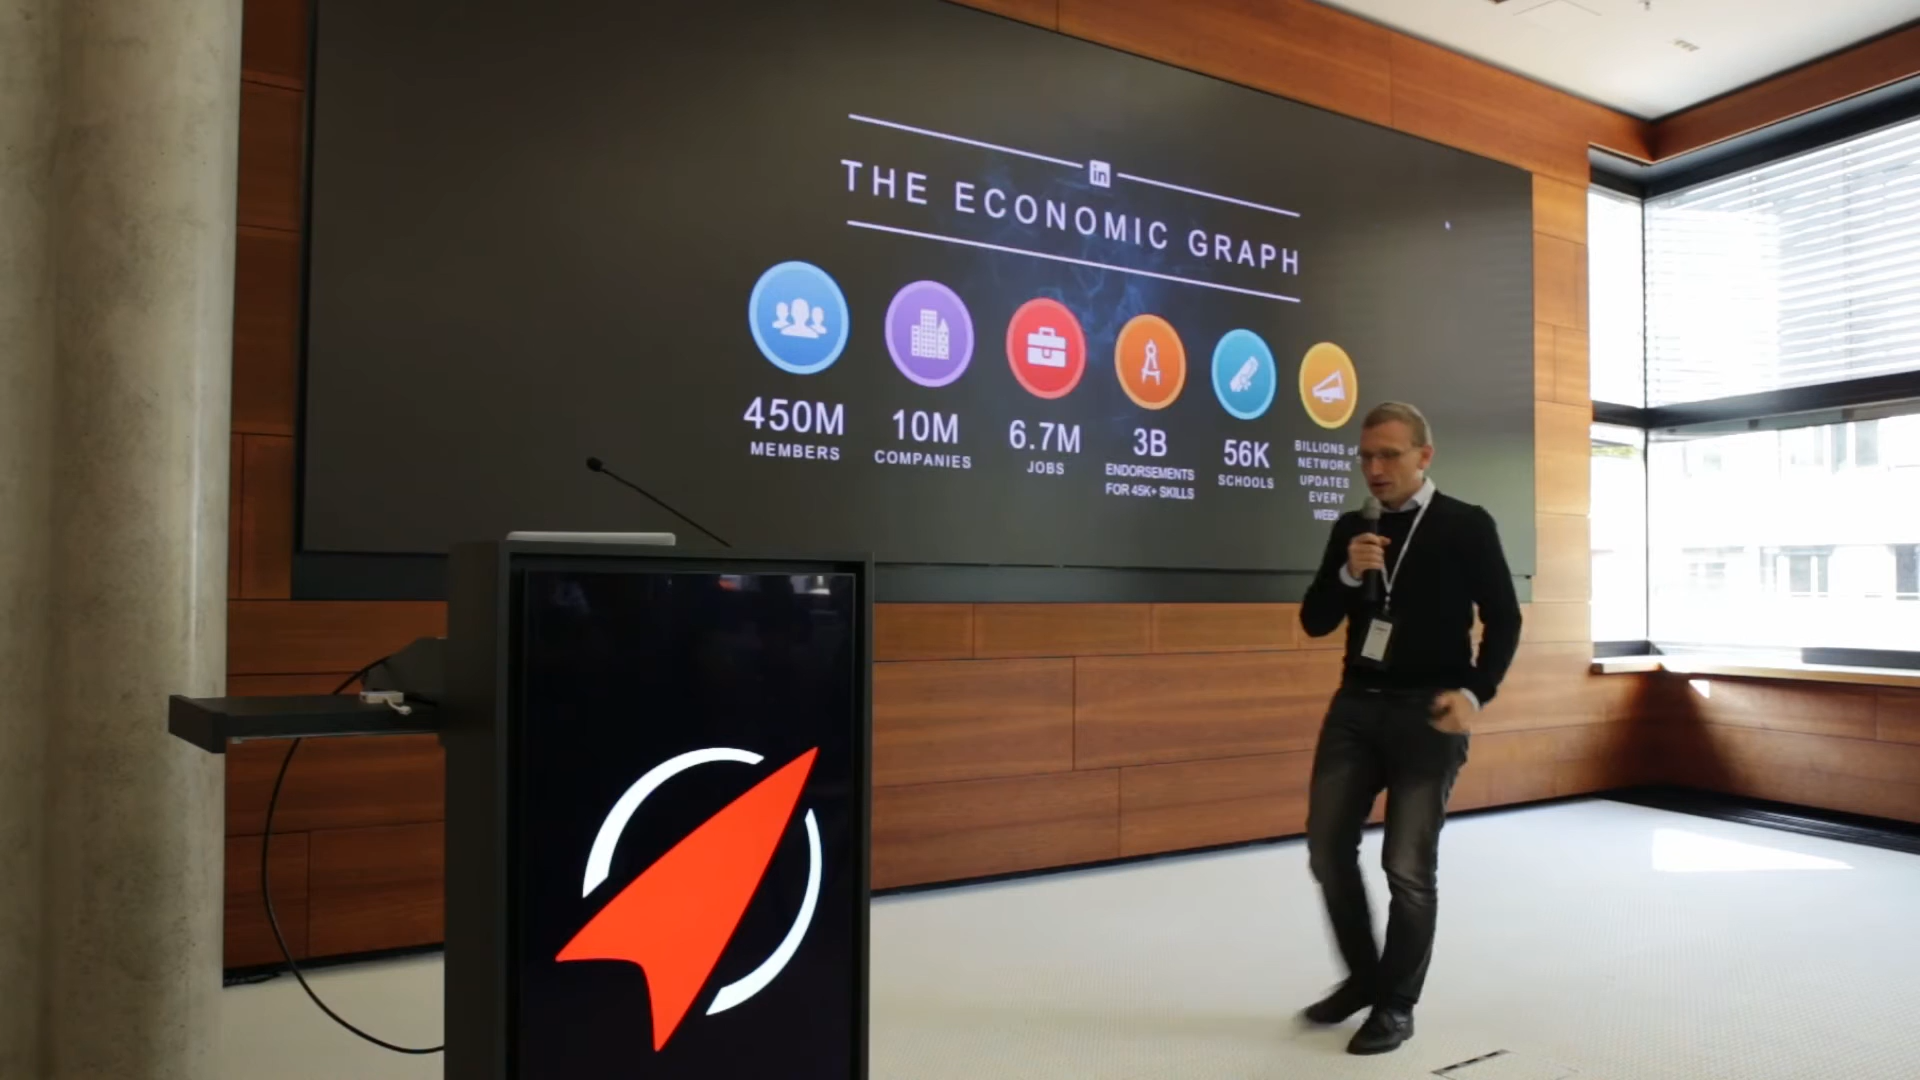 in
THE ECONOMIC GRAPH
450M
MEMBERS
10M
COMPANIES
6.7M
JOBS
3B
ENDORSEMENTS
FOR 45K+ SKILLS
56K
SCHOOLS
BILLIONS of
NETWORK
UPDATES
EVERY
WEEK